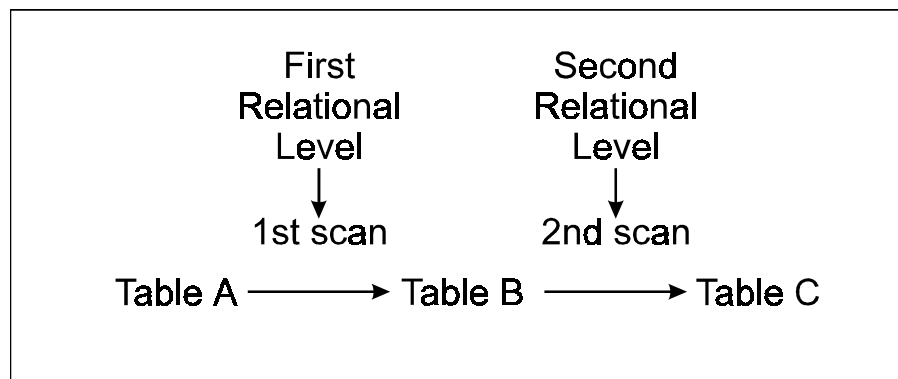 First
Relational
Level
Second
Relational
Level
1st scan
2nd scan
Table A
Table B
Table C